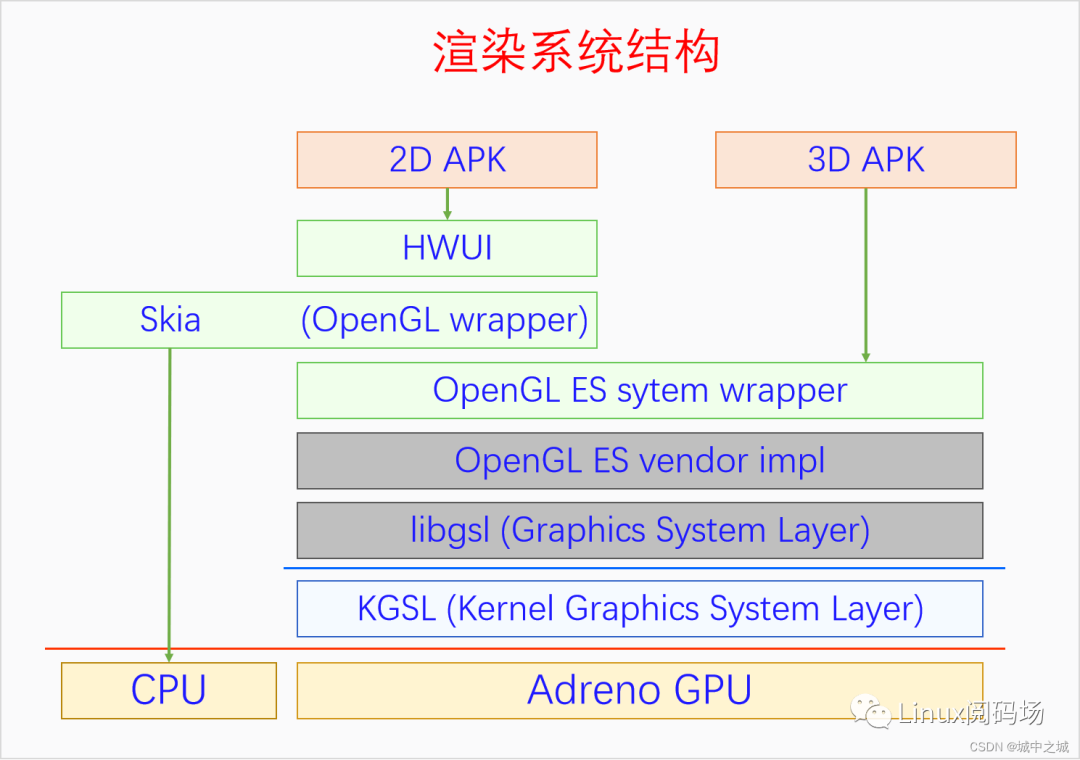 渲染系统结构
2D APK
3D APK
HWUI
Skia (OpenGL wrapper)
OpenGL ES sytem wrapper
OpenGL ES vendor impl
libgsl (Graphics System Layer)
KGSL (Kernel Graphics System Layer)
CPU
Adreno GPU
Linux阅码场
CSDN @城中之城